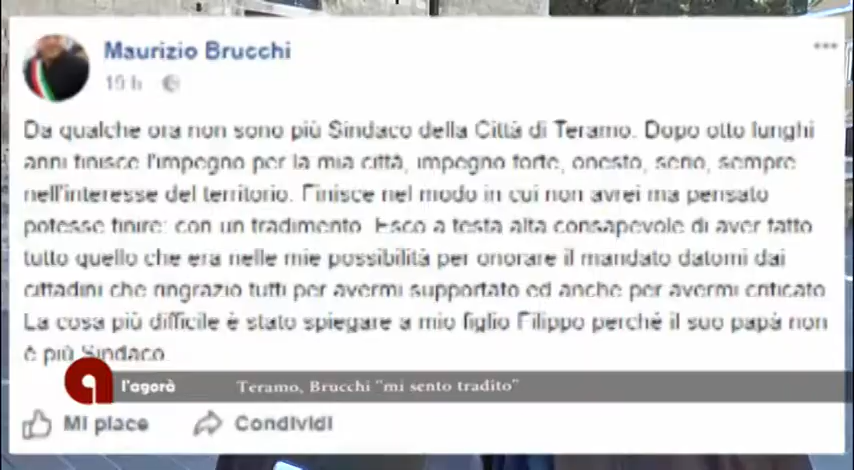 Maurizio Brucchi
19 h
Da qualche ora non sono più Sindaco della Città di Teramo. Dopo otto lunghi
anni finisce l'impegno per la mia città, impegno forte, onesto, serio, sempre
nell'interesse del territorio. Finisce nel modo in cui non avrei ma pensato
potesse finire: con un tradimento. Esco a testa alta consapevole di aver fatto
tutto quello che era nelle mie possibilità per onorare il mandato datomi dai
cittadini che ringrazio tutti per avermi supportato ed anche per avermi criticato
La cosa più difficile è stato spiegare a mio figlio Filippo perché il suo papà non
è più Sindaco
l'agorà Teramo, Brucchi "mi sento tradito"
Mi piace Condividi